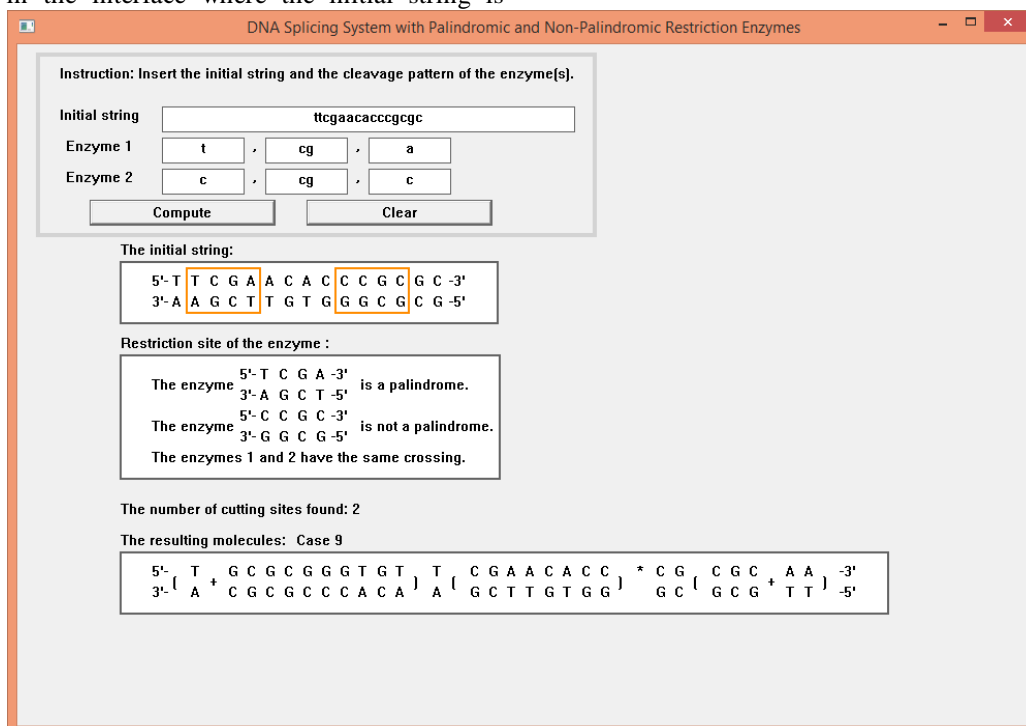 in the interface where the initial string is
DNA Splicing System with Palindromic and Non-Palindromic Restriction Enzymes
Instruction: Insert the initial string and the cleavage pattern of the enzyme(s).
Initial string ttcgaacacccgcgc
Enzyme 1 t , cg , a
Enzyme 2 c , cg , c
Compute Clear
The initial string:
5'- T T C G A A C A C C C G C G C -3'
3'- A A G C T T G T G G G C G C G -5'
Restriction site of the enzyme :
5'- T C G A -3'
The enzyme is a palindrome.
3'- A G C T -5'
5'- C C G C -3'
The enzyme is not a palindrome.
3'- G G C G -5'
The enzymes 1 and 2 have the same crossing.
The number of cutting sites found: 2
The resulting molecules: Case 9
5'- T G C G C G G G T G T T C G A A C A C C * C G C G C A A -3'
( + ) ( ) ( + )
3'- A C G C G C C C A C A A G C T T G T G G G C G C G T T -5'